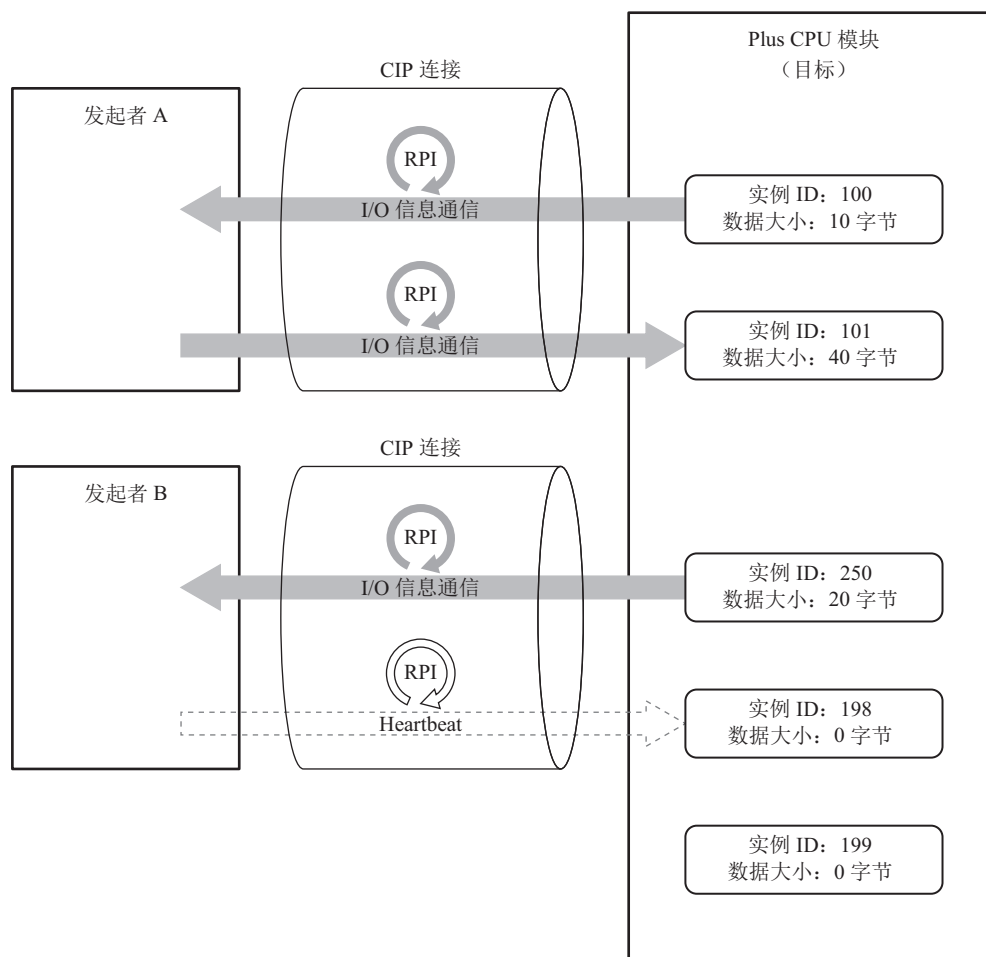 Plus CPU 模块
（目标）
CIP 连接
发起者 A
RPI
I/O 信息通信
实例 ID：100
数据大小：10 字节
RPI
I/O 信息通信
实例 ID：101
数据大小：40 字节
CIP 连接
发起者 B
RPI
I/O 信息通信
实例 ID：250
数据大小：20 字节
RPI
Heartbeat
实例 ID：198
数据大小：0 字节
实例 ID：199
数据大小：0 字节